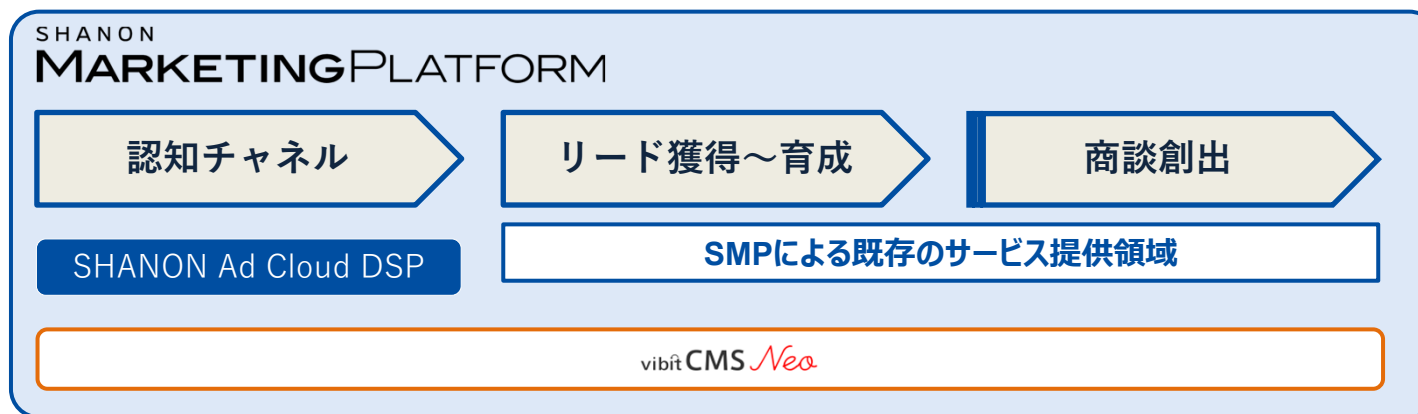 SHANON
MARKETINGPLATFORM
認知チャネル
リード獲得～育成
商談創出
SHANON Ad Cloud DSP
SMPによる既存のサービス提供領域
vibit CMS Neo